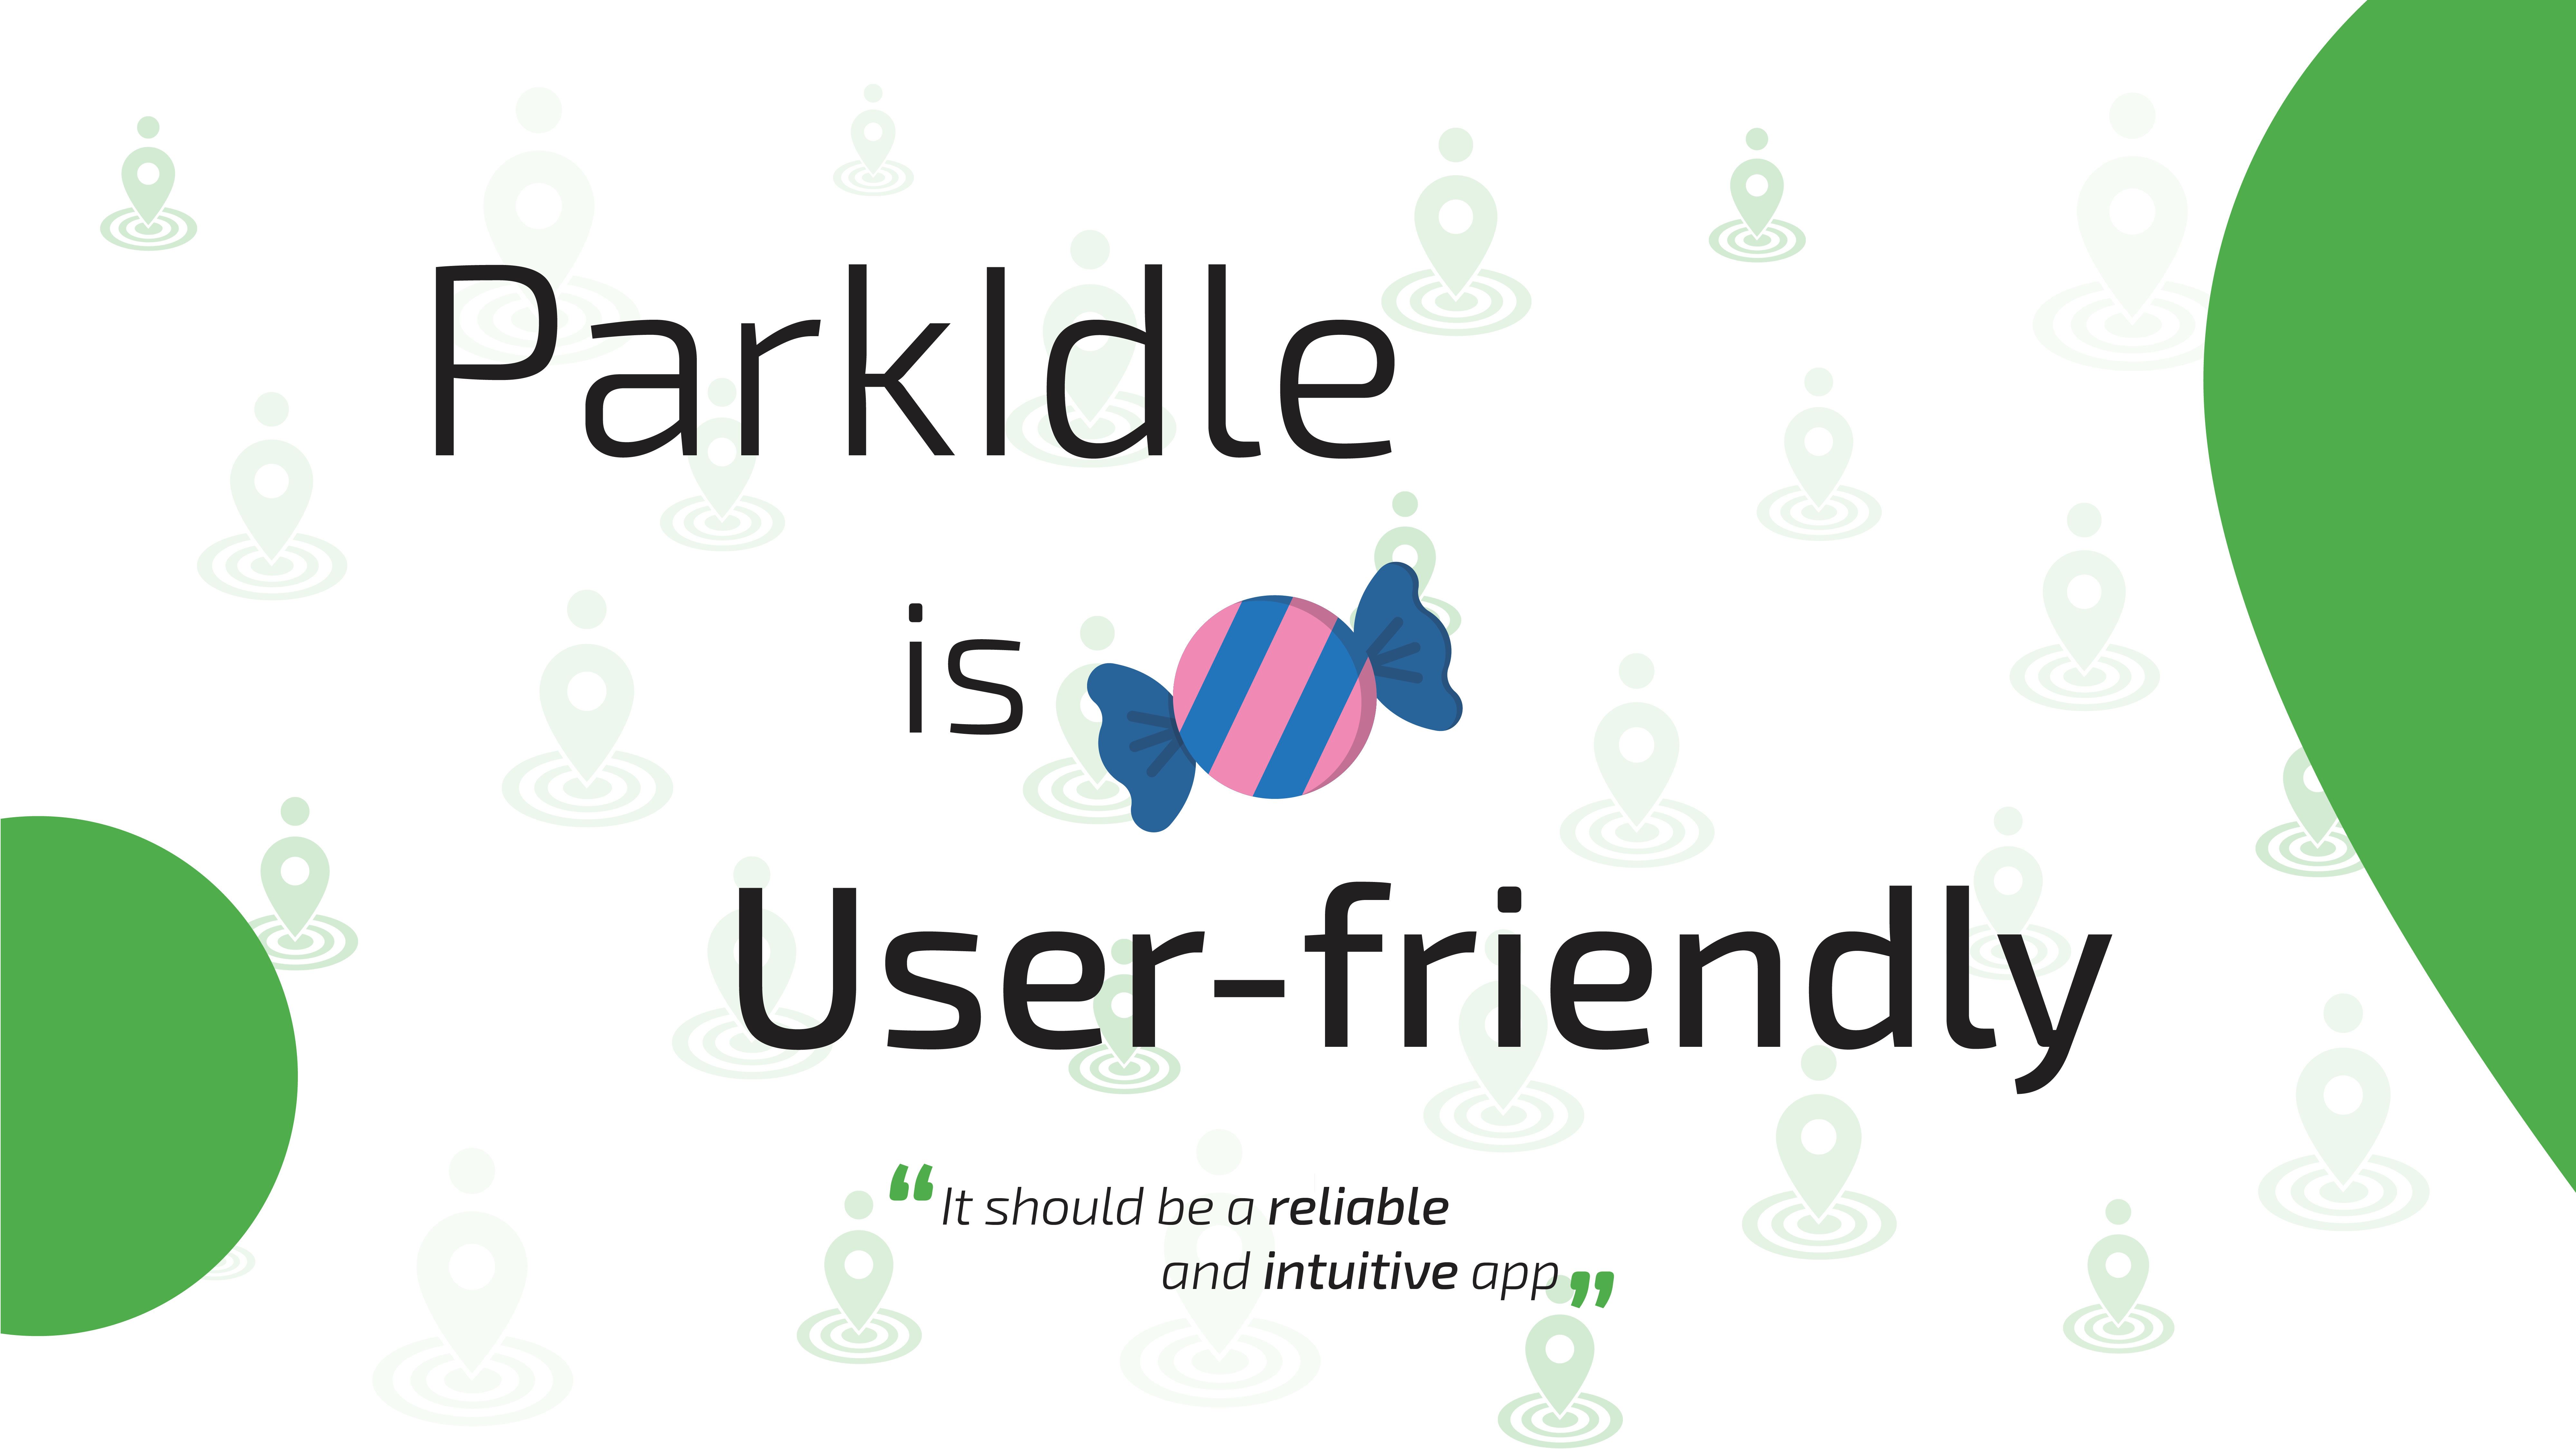 ParkIdle
is
User-friendly
“It should be a reliable
and intuitive app”